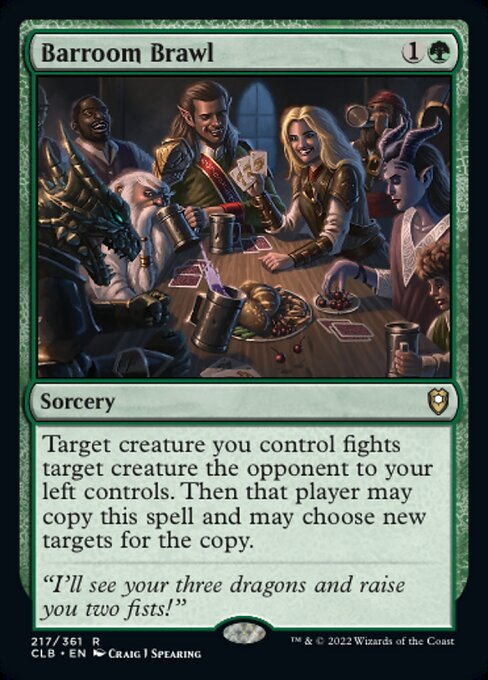 Barroom Brawl 1
Sorcery
Target creature you control fights
target creature the opponent to your
left controls. Then that player may
copy this spell and may choose new
targets for the copy.
“I’ll see your three dragons and raise
you two fists!”
217/361 R
CLB • EN Craig J Spearing
™ & © 2022 Wizards of the Coast